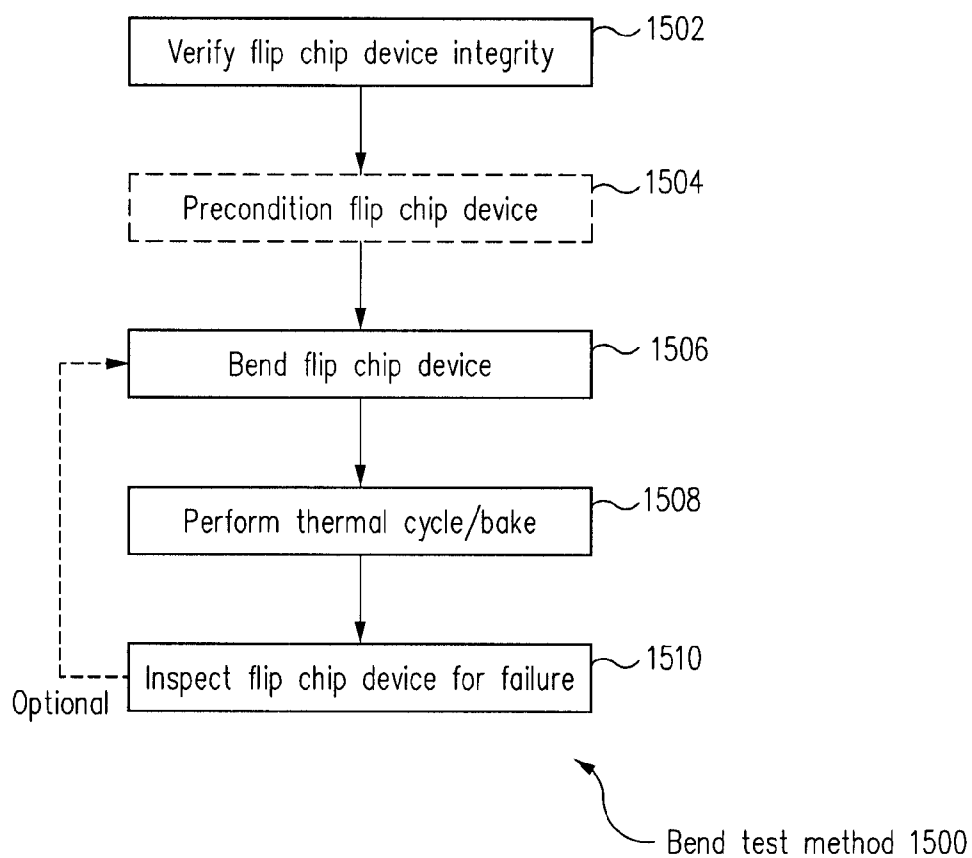 Verify flip chip device integrity
1502
Precondition flip chip device
1504
Bend flip chip device
1506
Perform thermal cycle/bake
1508
Inspect flip chip device for failure
1510
Optional
Bend test method 1500